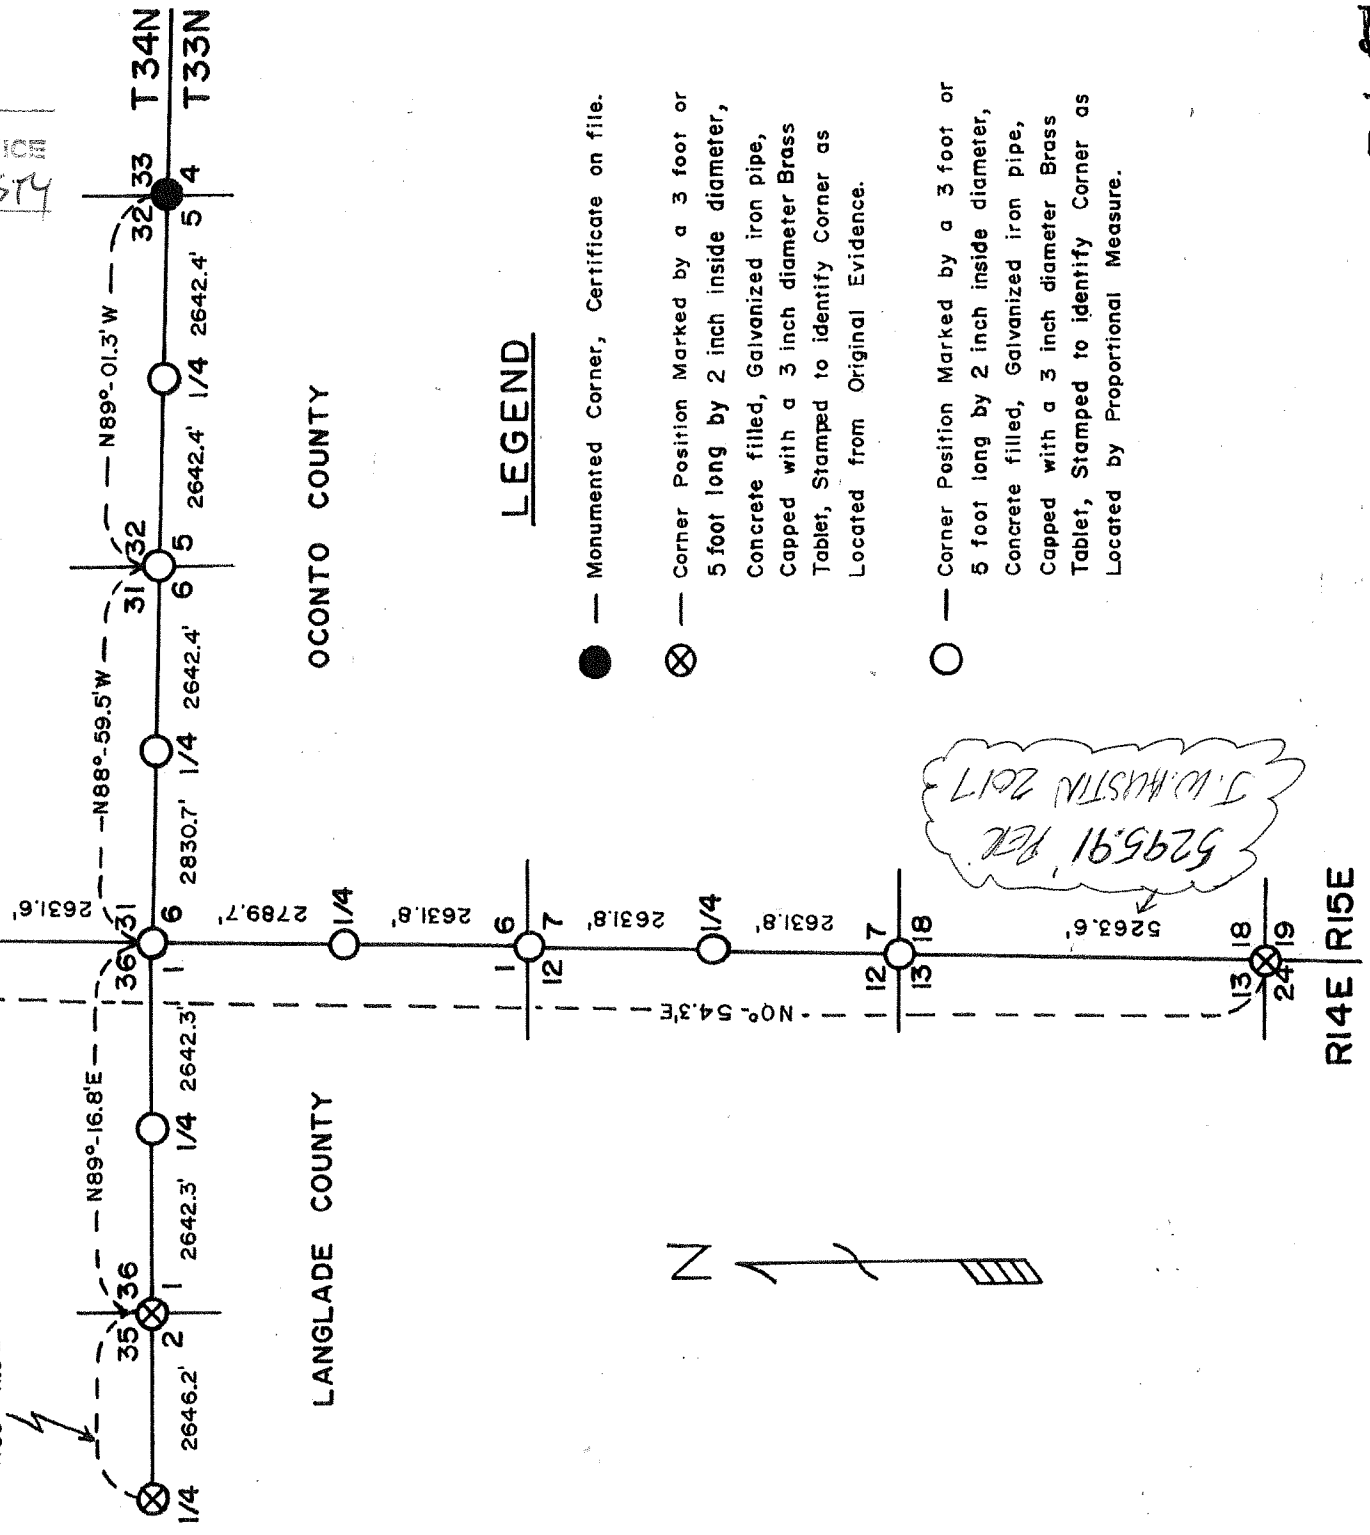 ICE
STY
T34N
T33N
N89°-16.8'E
N88°-59.5'W
N89°-01.3'W
35 36
2 1
36 31
1 6
31 32
6 5
32 33
5 4
1/4
2646.2'
2642.3'
1/4
2642.3'
2830.7'
1/4
2642.4'
2642.4'
1/4
2642.4'
2631.6'
2789.7'
1/4
2631.8'
1 6
12 7
2631.8'
1/4
2631.8'
12 7
13 18
N0°-54.3'E
5263.6'
5295.91' PER
J.W. AUSTIN 2017
13 18
24 19
R14E R15E
LANGLADE COUNTY
OCONTO COUNTY
N
LEGEND
— Monumented Corner, Certificate on file.
— Corner Position Marked by a 3 foot or
5 foot long by 2 inch inside diameter,
Concrete filled, Galvanized iron pipe,
Capped with a 3 inch diameter Brass
Tablet, Stamped to identify Corner as
Located from Original Evidence.
— Corner Position Marked by a 3 foot or
5 foot long by 2 inch inside diameter,
Concrete filled, Galvanized iron pipe,
Capped with a 3 inch diameter Brass
Tablet, Stamped to identify Corner as
Located by Proportional Measure.